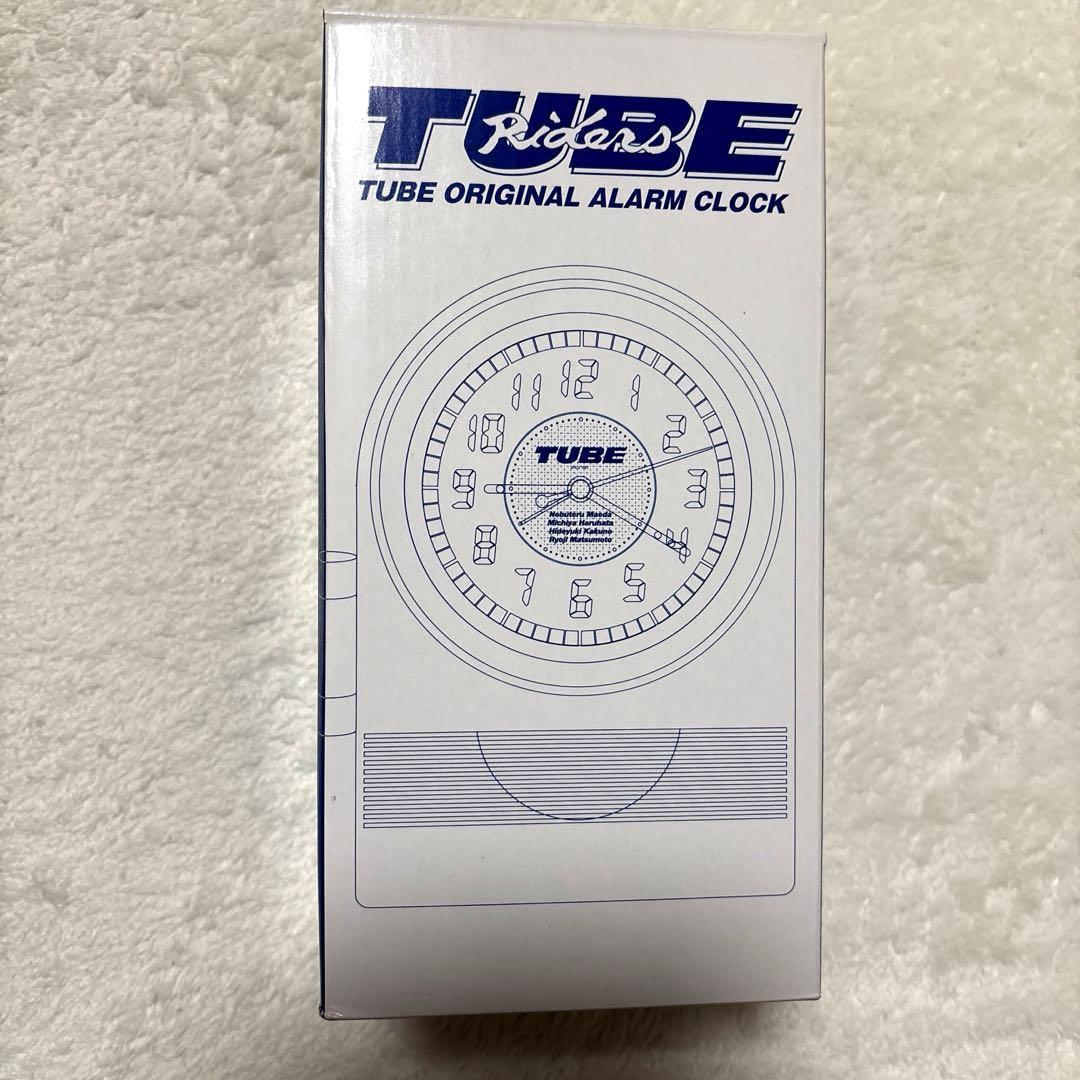 TUBE
Riders
TUBE ORIGINAL ALARM CLOCK
12
1
2
3
4
5
6
7
8
9
10
11
TUBE
Nobuteru Maeda
Michiya Haruhata
Hideyuki Kakuno
Ryoji Matsumoto